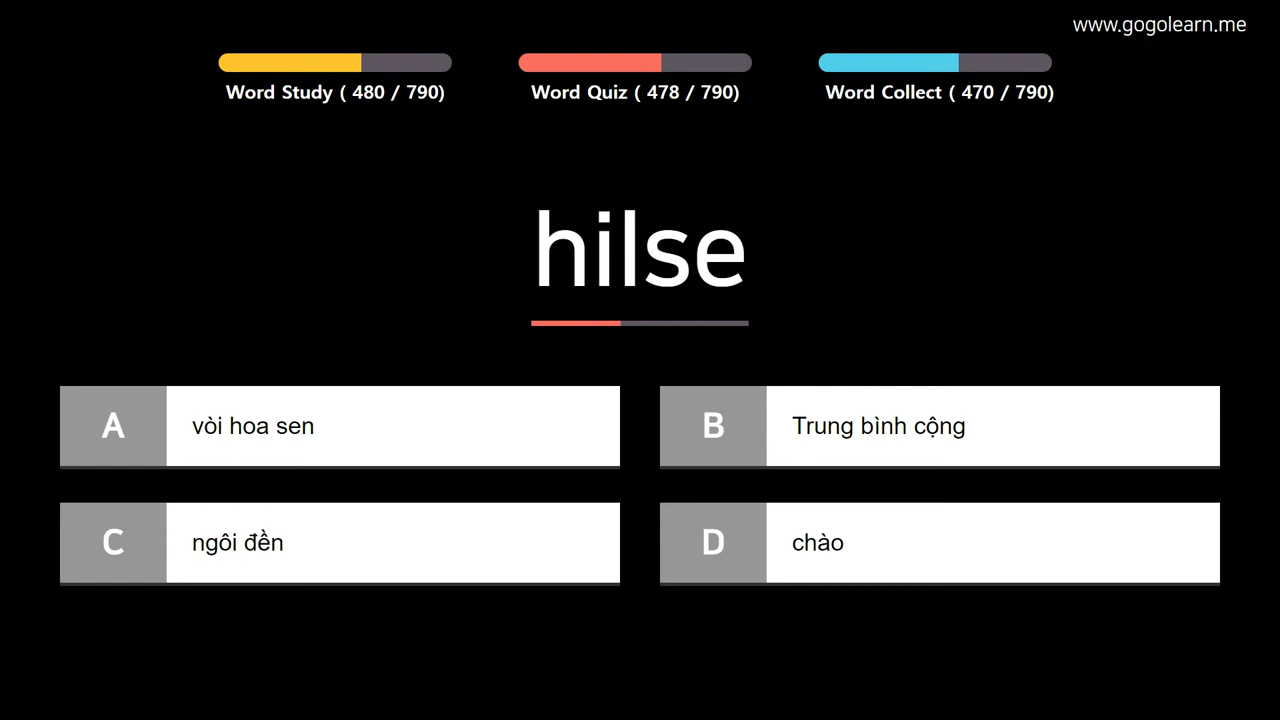 www.gogolearn.me
Word Study ( 480 / 790)
Word Quiz ( 478 / 790)
Word Collect ( 470 / 790)
hilse
A vòi hoa sen
B Trung bình cộng
C ngôi đền
D chào